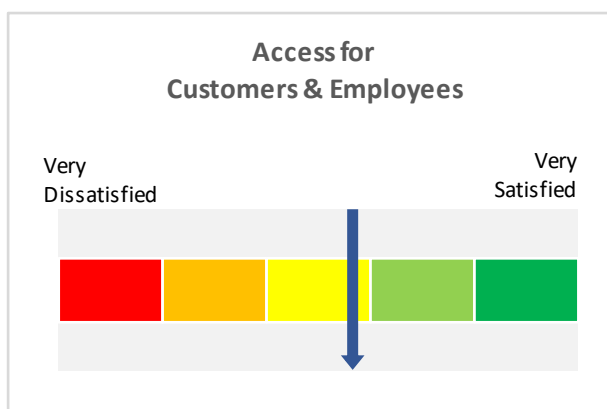 Access for
Customers & Employees
Very
Dissatisfied
Very
Satisfied